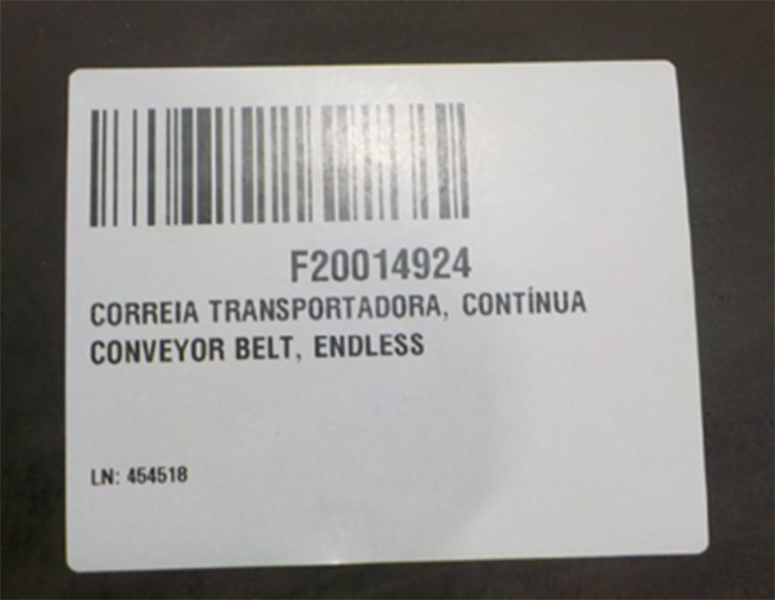 F20014924
CORREIA TRANSPORTADORA, CONTÍNUA
CONVEYOR BELT, ENDLESS
LN: 454518